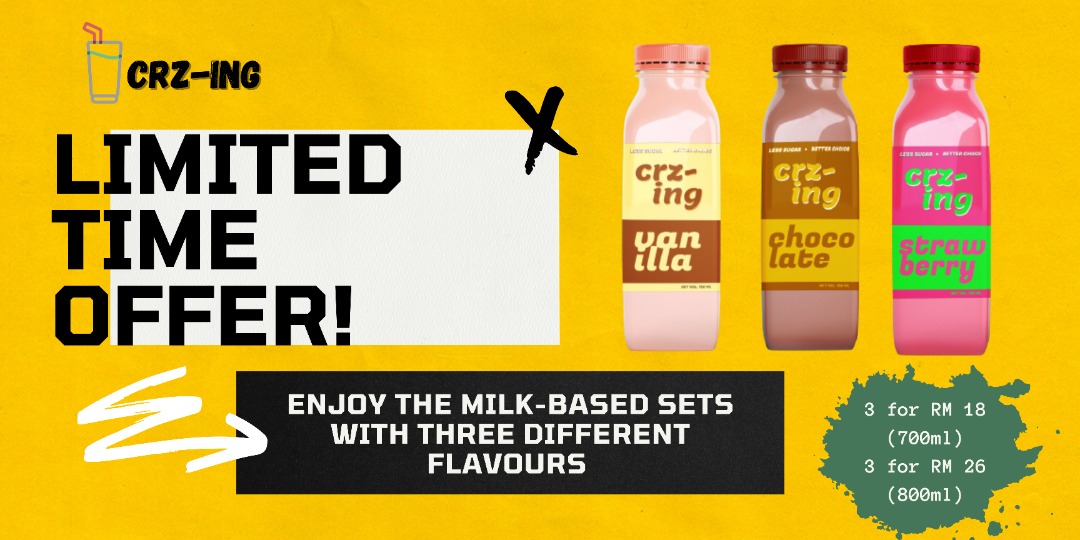 CRZ-ING
LIMITED
TIME
OFFER!
LESS SUGAR • BETTER CHOICE
crz-
ing
van
illa
LESS SUGAR • BETTER CHOICE
crz-
ing
choco
late
LESS SUGAR • BETTER CHOICE
crz-
ing
straw
berry
ENJOY THE MILK-BASED SETS
WITH THREE DIFFERENT
FLAVOURS
3 for RM 18
(700ml)
3 for RM 26
(800ml)